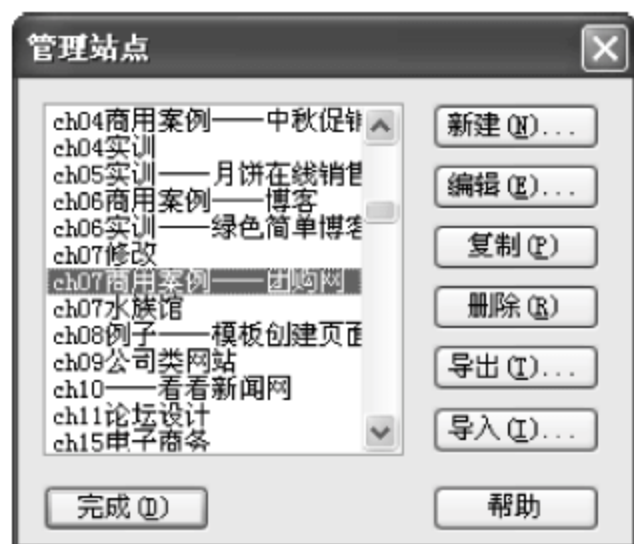 管理站点
ch04商用案例——中秋促销
ch04实训
ch05实训——月饼在线销售
ch06商用案例——博客
ch06实训——绿色简单博客
ch07修改
ch07商用案例——团购网
ch07水族馆
ch08例子——模板创建页面
ch09公司类网站
ch10——看看新闻网
ch11论坛设计
ch15电子商务
新建(N)...
编辑(E)...
复制(P)
删除(R)
导出(T)...
导入(I)...
完成(D)
帮助